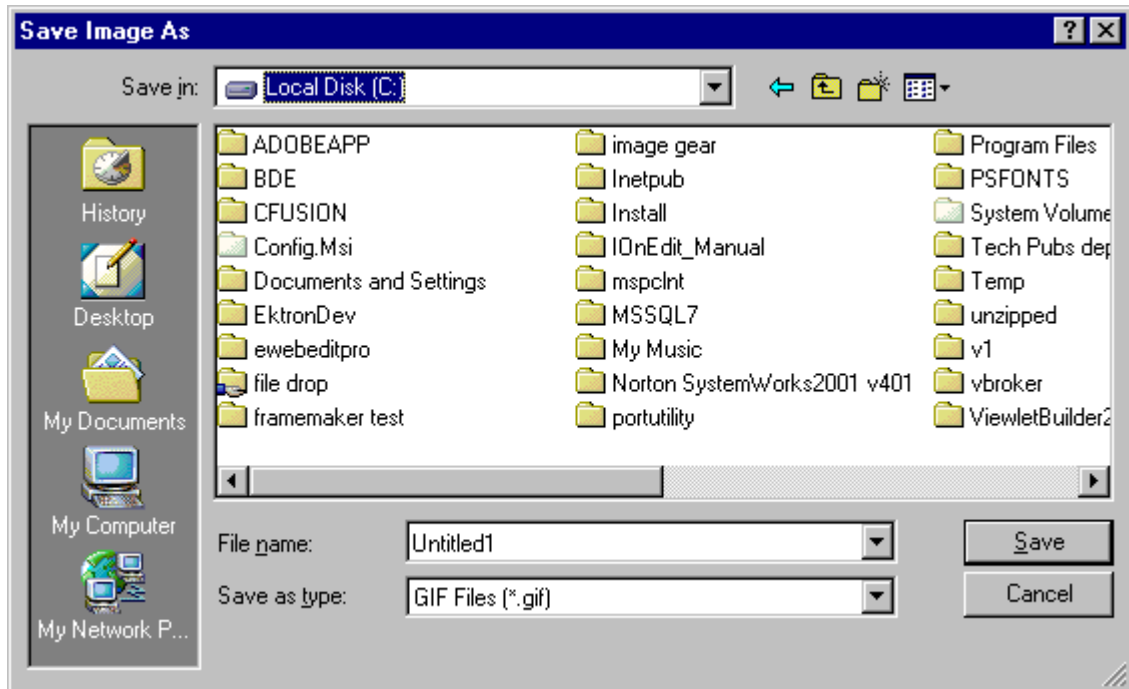 Save Image As
Save in: Local Disk (C:)
ADOBEAPP
BDE
CFUSION
Config.Msi
Documents and Settings
EktronDev
ewebeditpro
file drop
framemaker test
image gear
Inetpub
Install
IOnEdit_Manual
mspclnt
MSSQL7
My Music
Norton SystemWorks2001 v401
portutility
Program Files
PSFONTS
System Volume
Tech Pubs dep
Temp
unzipped
v1
vbroker
ViewletBuilder2
History
Desktop
My Documents
My Computer
My Network P...
File name: Untitled1
Save
Save as type: GIF Files (*.gif)
Cancel